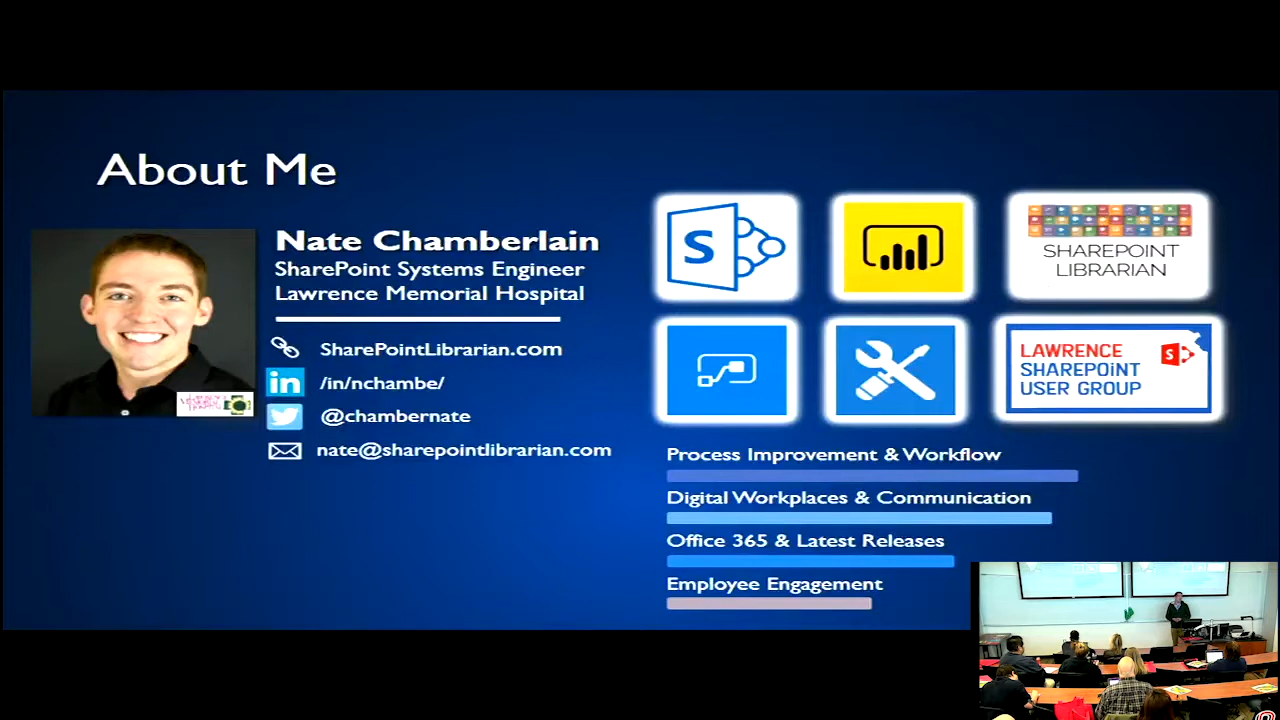 About Me
Nate Chamberlain
SharePoint Systems Engineer
Lawrence Memorial Hospital
SharePointLibrarian.com
in
/in/nchambe/
@chambernate
nate@sharepointlibrarian.com
S
SHAREPOINT
LIBRARIAN
LAWRENCE
SHAREPOiNT
USER GROUP
S
Process Improvement & Workflow
Digital Workplaces & Communication
Office 365 & Latest Releases
Employee Engagement